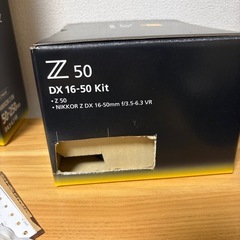 Z 50
DX 16-50 Kit
• Z 50
• NIKKOR Z DX 16-50mm f/3.5-6.3 VR